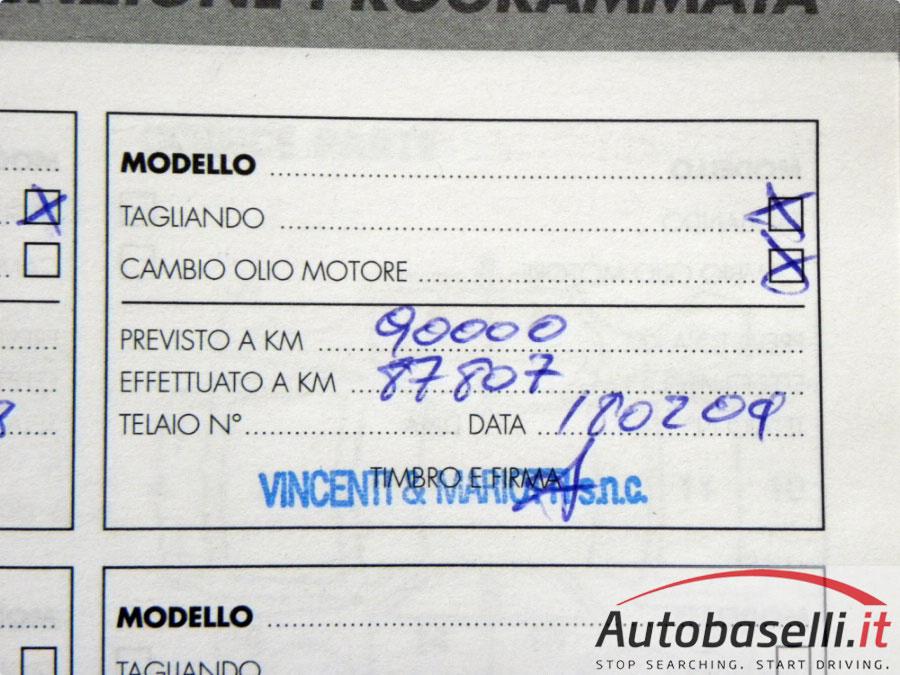 PROGRAMMATA
MODELLO
TAGLIANDO
CAMBIO OLIO MOTORE
PREVISTO A KM 90000
EFFETTUATO A KM 87807
TELAIO N° DATA 180209
TIMBRO E FIRMA
VINCENTI & s.n.c.
MODELLO
TAGLIANDO
Autobaselli.it
STOP SEARCHING. START DRIVING.